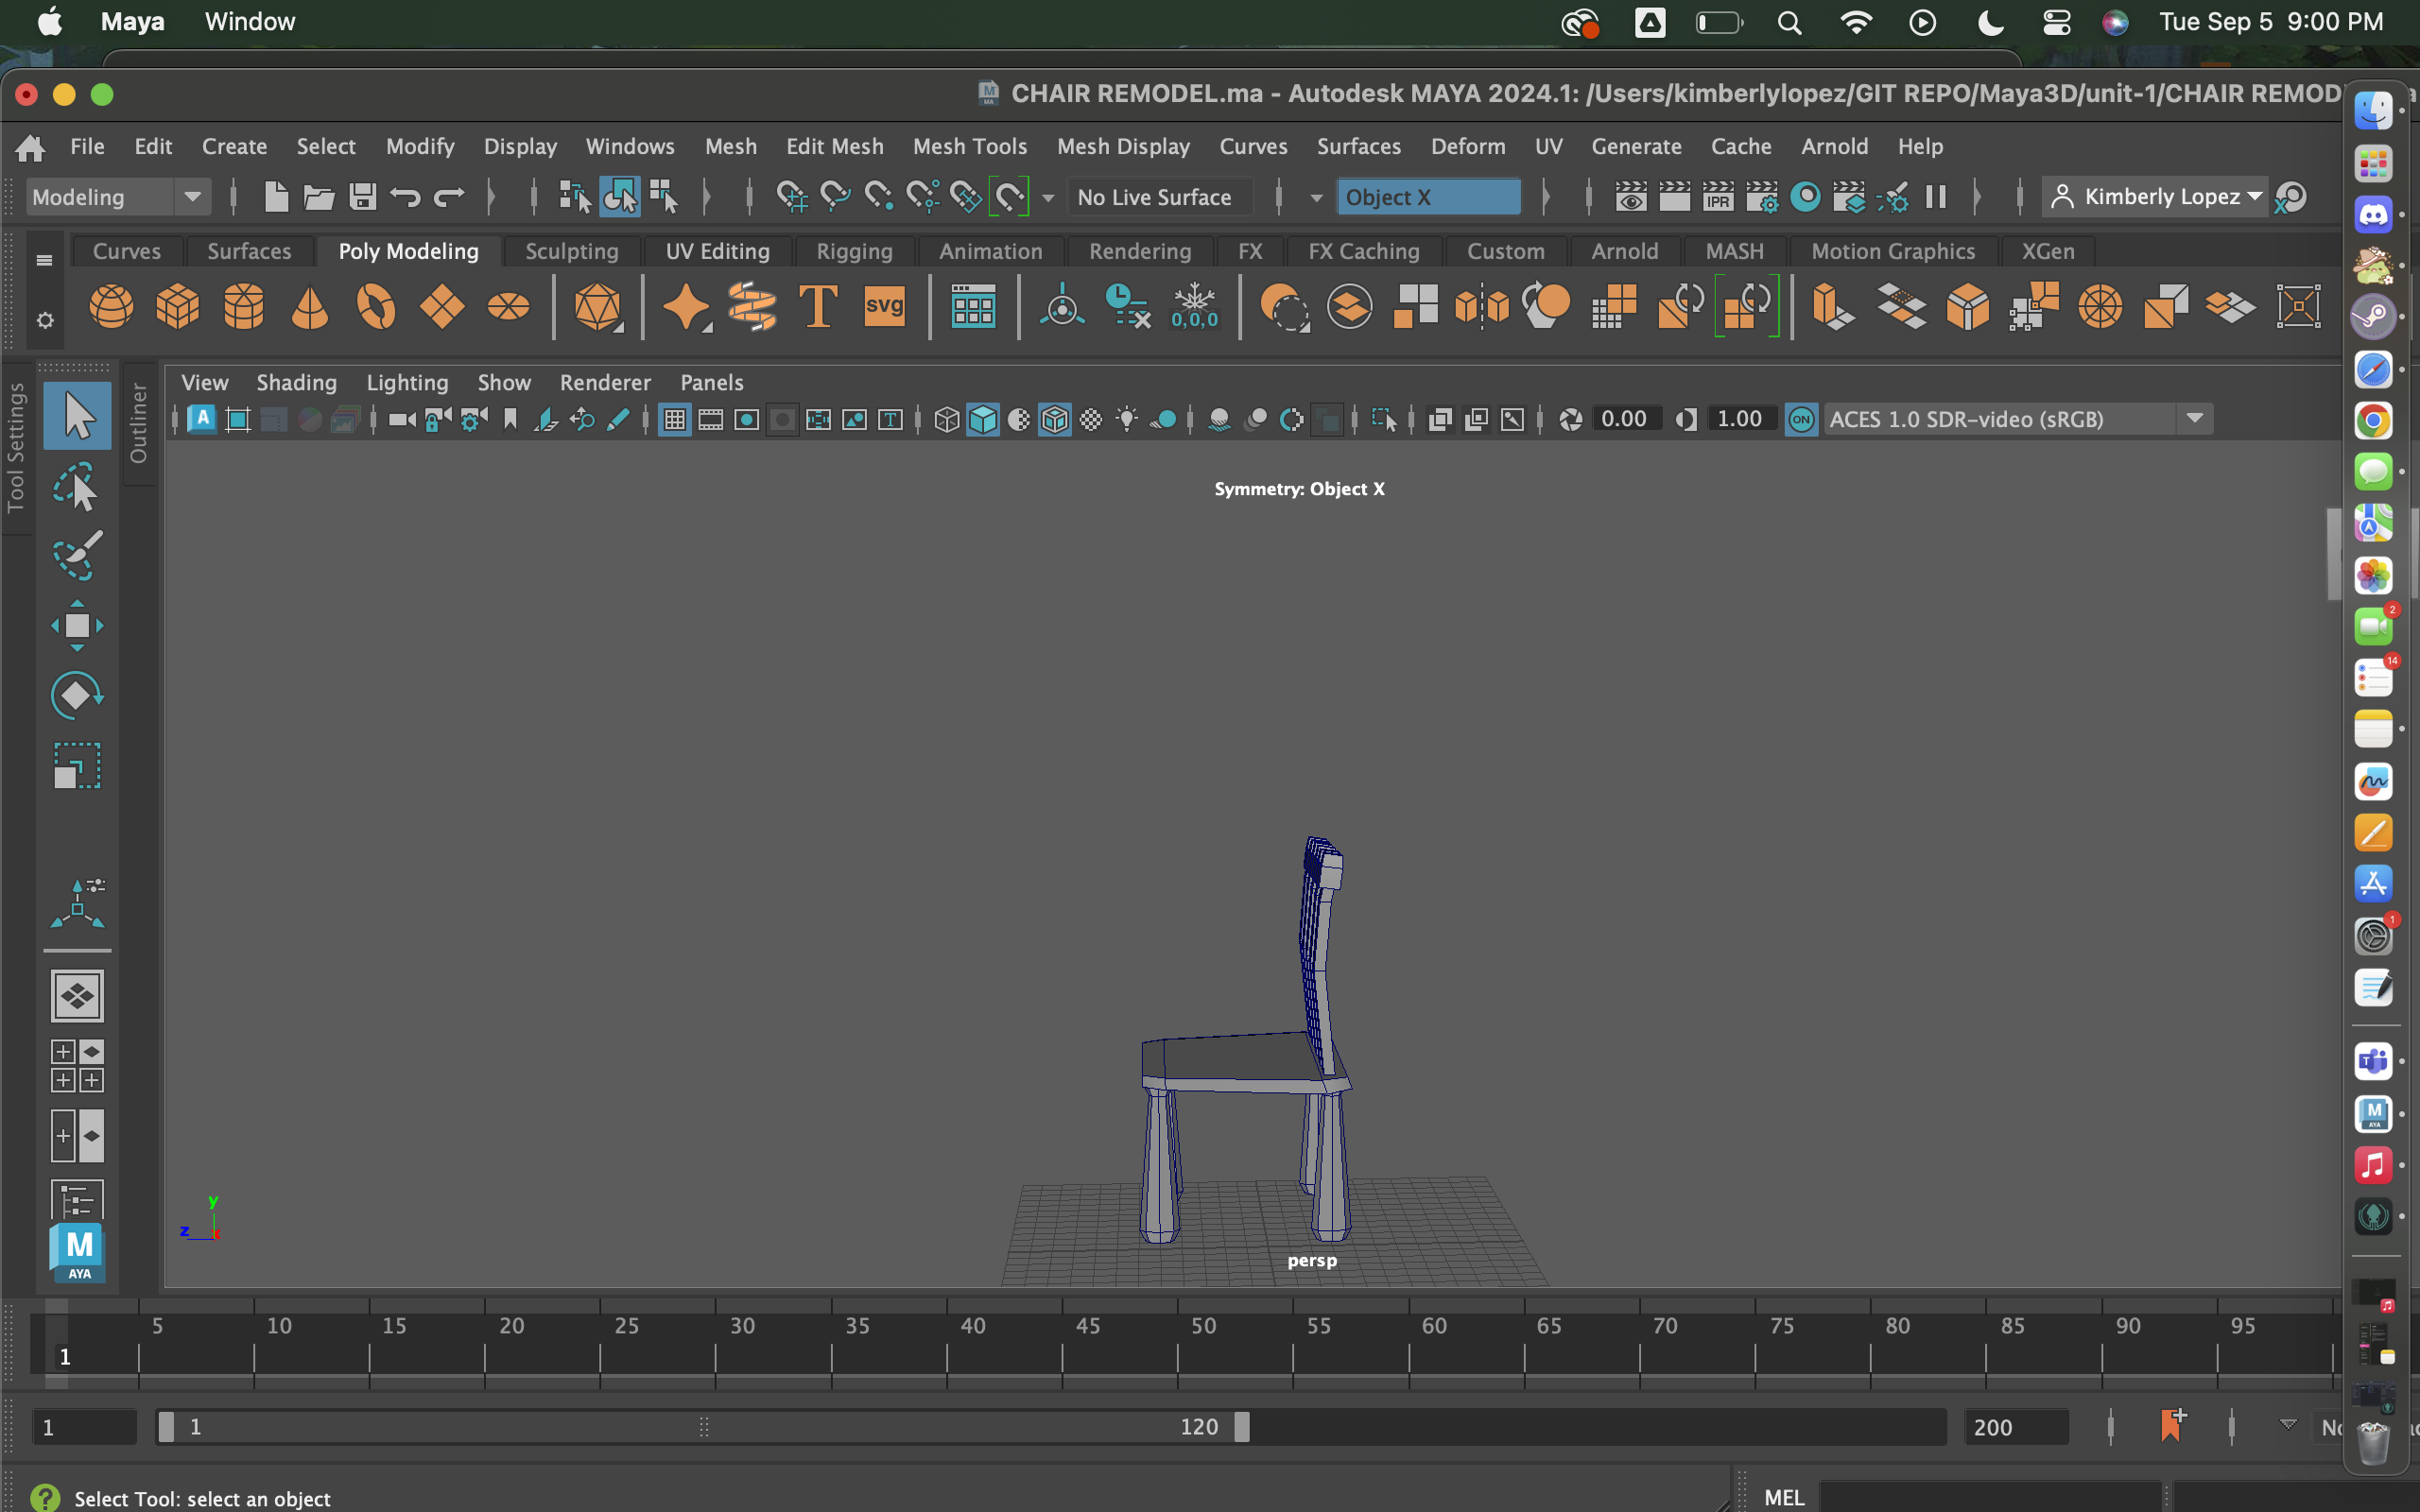 Maya Window Tue Sep 5 9:00 PM
CHAIR REMODEL.ma - Autodesk MAYA 2024.1: /Users/kimberlylopez/GIT REPO/Maya3D/unit-1/CHAIR REMOD
File Edit Create Select Modify Display Windows Mesh Edit Mesh Mesh Tools Mesh Display Curves Surfaces Deform UV Generate Cache Arnold Help
Modeling No Live Surface Object X IPR Kimberly Lopez
Curves Surfaces Poly Modeling Sculpting UV Editing Rigging Animation Rendering FX FX Caching Custom Arnold MASH Motion Graphics XGen
T svg 0,0,0
Tool Settings
Outliner
View Shading Lighting Show Renderer Panels
A T 0.00 1.00 ON ACES 1.0 SDR-video (sRGB)
Symmetry: Object X
2
14
1
y
z x
persp
M
AYA
5 10 15 20 25 30 35 40 45 50 55 60 65 70 75 80 85 90 95
1
1 1 120 200 No
? Select Tool: select an object MEL